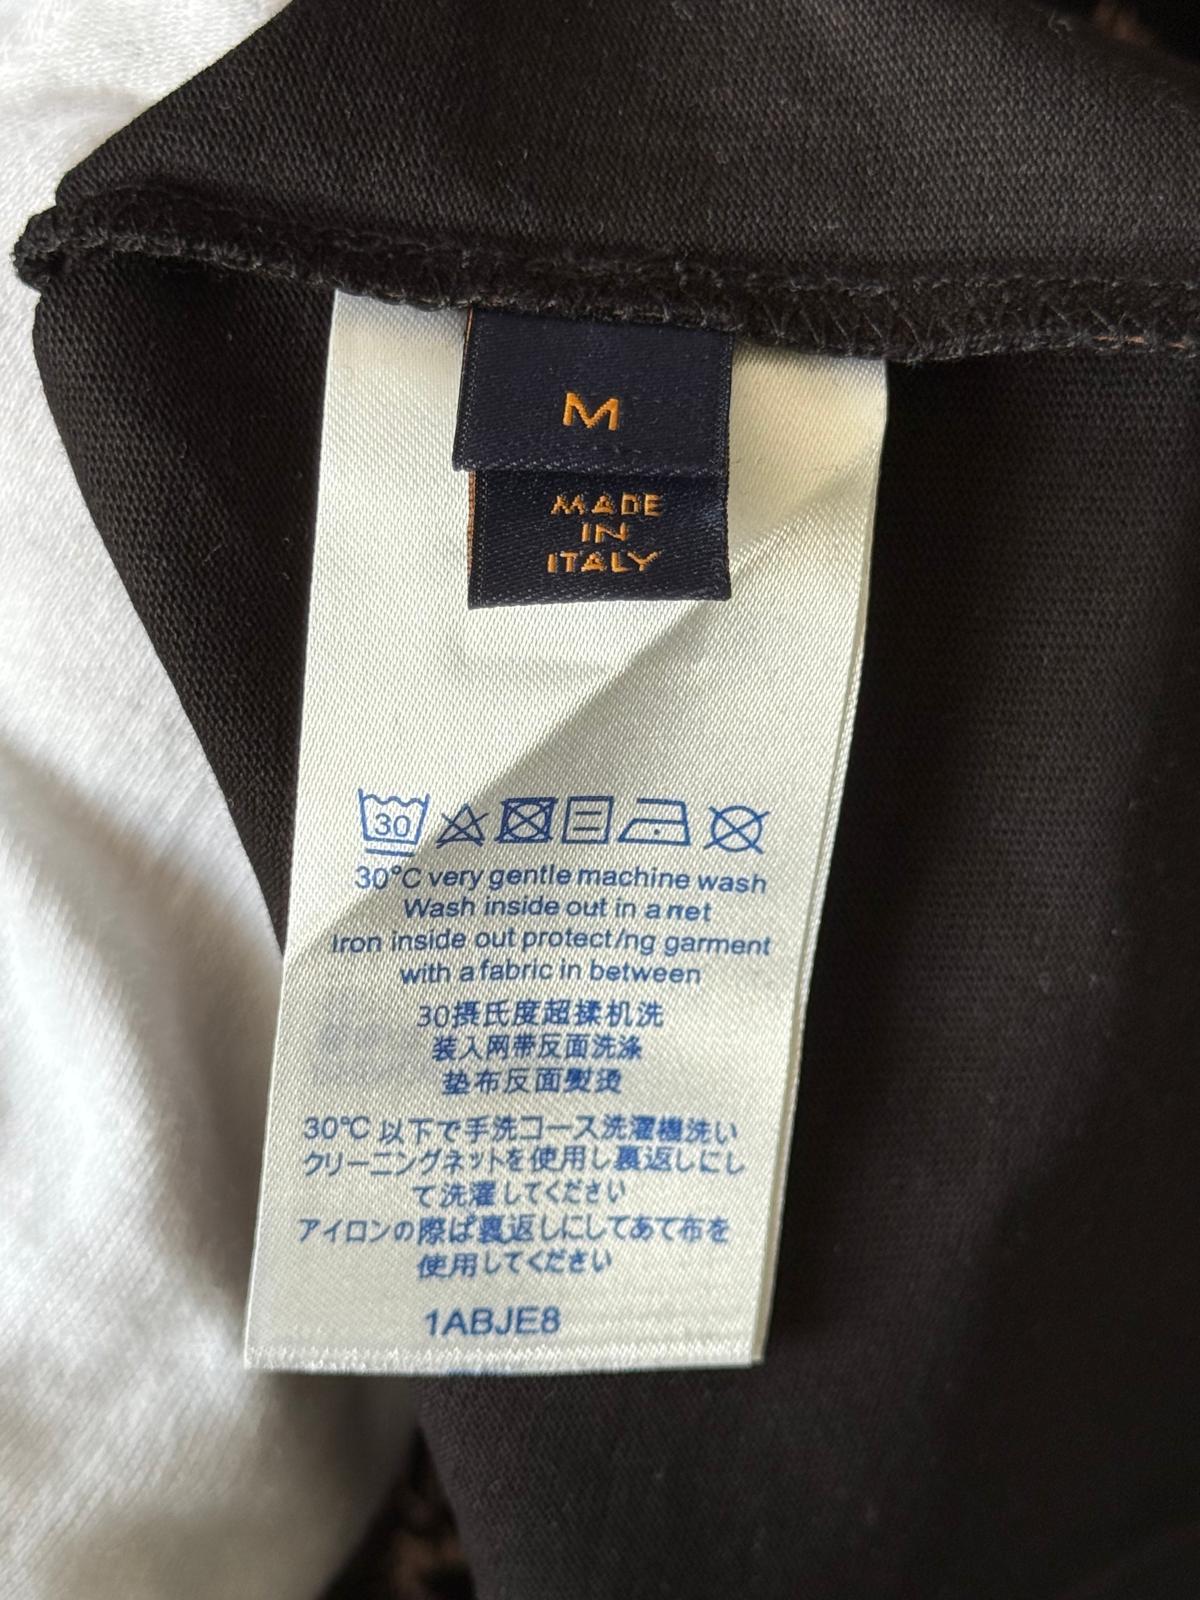 M
MADE
IN
ITALY
30
30°C very gentle machine wash
Wash inside out in a net
Iron inside out protect/ng garment
with a fabric in between
30摄氏度超揉机洗
装入网带反面洗涤
垫布反面熨烫
30℃ 以下で手洗コース洗濯機洗い
クリーニングネットを使用し裏返しにし
て洗濯してください
アイロンの際ば裏返しにしてあて布を
使用してください
1ABJE8